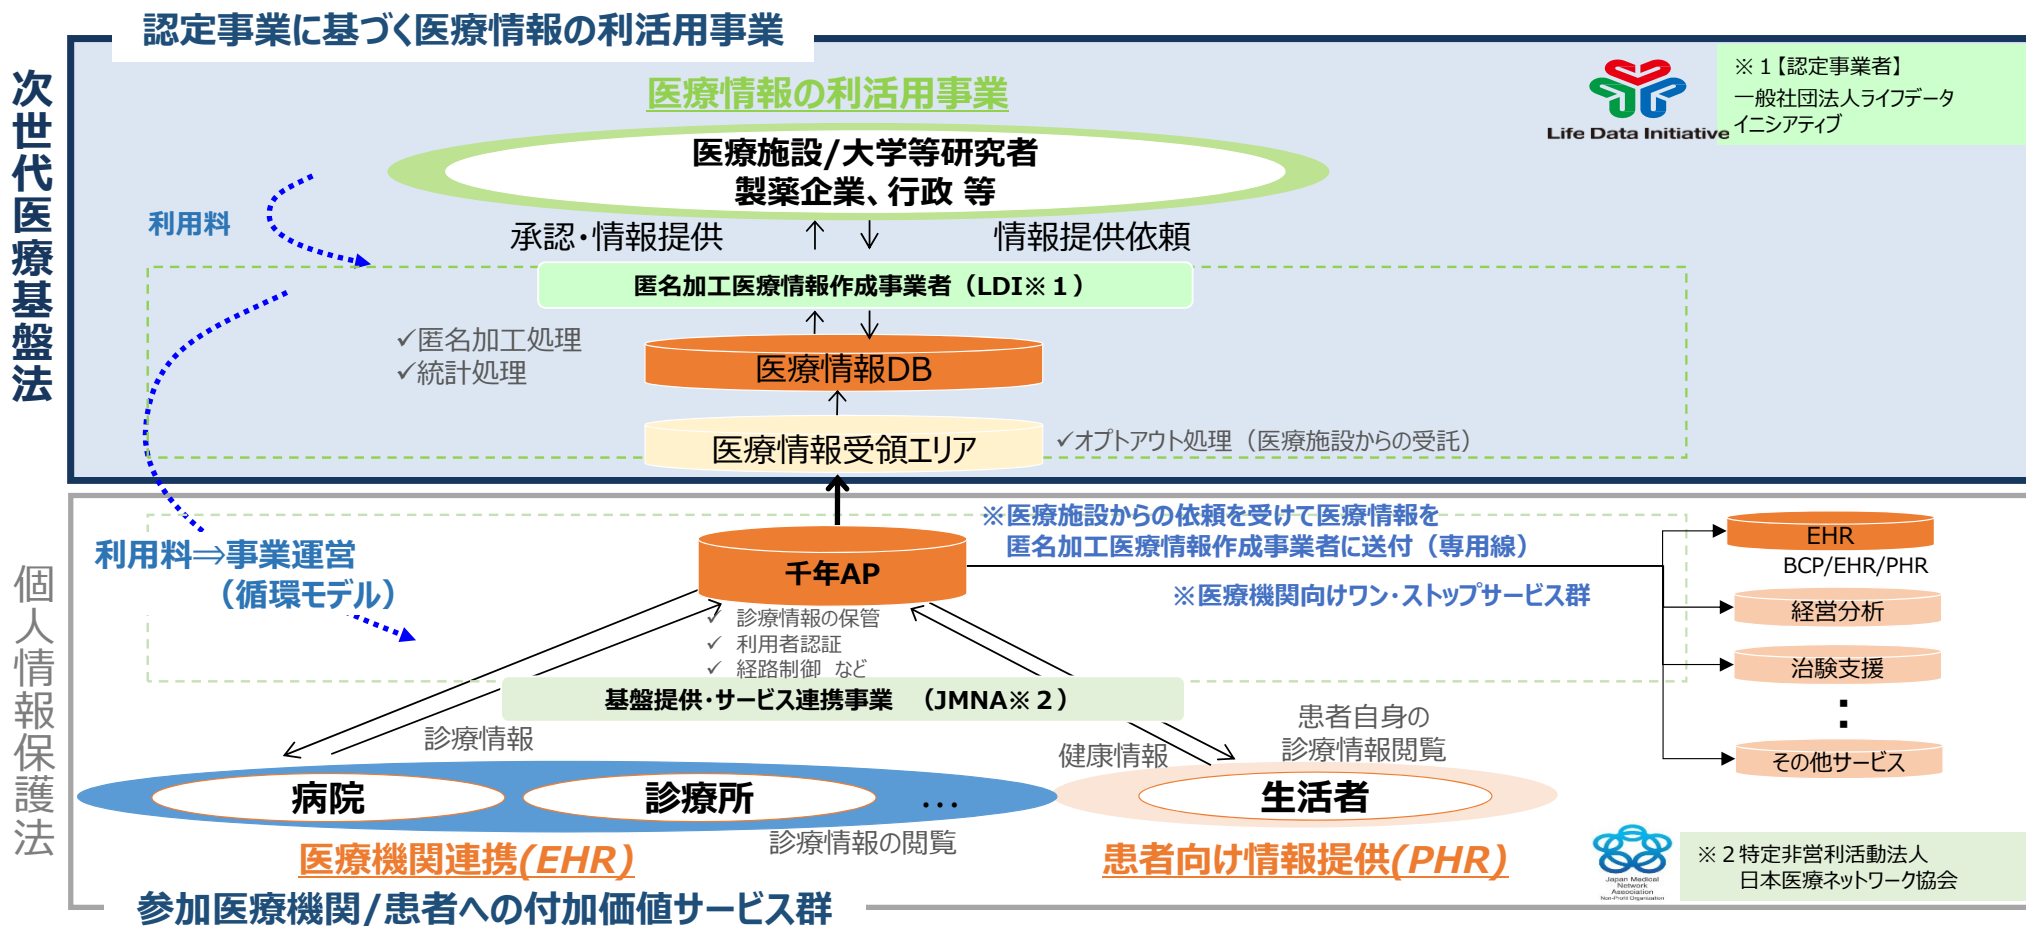 認定事業に基づく医療情報の利活用事業
次世代医療基盤法
医療情報の利活用事業
Life Data Initiative
※1【認定事業者】
一般社団法人ライフデータ
イニシアティブ
医療施設/大学等研究者
製薬企業、行政 等
利用料
承認・情報提供
↑
↓
情報提供依頼
匿名加工医療情報作成事業者（LDI※1）
✓匿名加工処理
✓統計処理
医療情報DB
医療情報受領エリア
✓オプトアウト処理（医療施設からの受託）
個人情報保護法
利用料⇒事業運営
（循環モデル）
千年AP
※医療施設からの依頼を受けて医療情報を
匿名加工医療情報作成事業者に送付（専用線）
※医療機関向けワン・ストップサービス群
EHR
BCP/EHR/PHR
経営分析
治験支援
：
その他サービス
✓ 診療情報の保管
✓ 利用者認証
✓ 経路制御 など
基盤提供・サービス連携事業 （JMNA※2）
診療情報
健康情報
患者自身の
診療情報閲覧
病院
診療所
…
生活者
診療情報の閲覧
医療機関連携(EHR)
患者向け情報提供(PHR)
Japan Medical
Network
Association
Non-Profit Organization
※2特定非営利活動法人
日本医療ネットワーク協会
参加医療機関/患者への付加価値サービス群